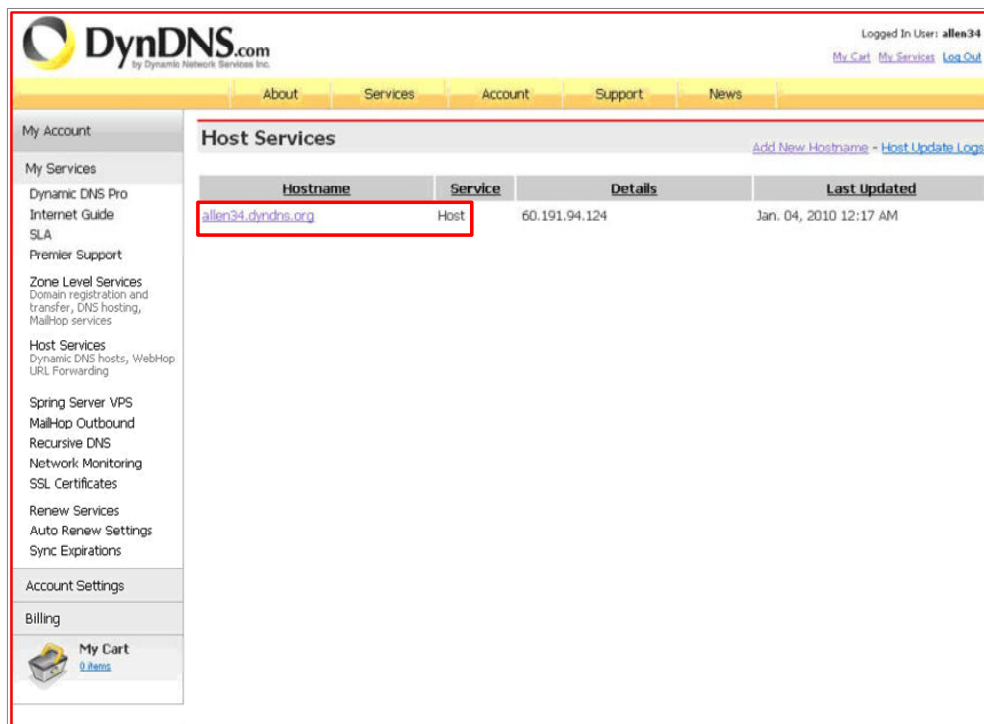 DynDNS.com
by Dynamic Network Services Inc.
Logged In User: allen34
My Cart My Services Log Out
About Services Account Support News
My Account
My Services
Dynamic DNS Pro
Internet Guide
SLA
Premier Support
Zone Level Services
Domain registration and
transfer, DNS hosting,
MailHop services
Host Services
Dynamic DNS hosts, WebHop
URL Forwarding
Spring Server VPS
MailHop Outbound
Recursive DNS
Network Monitoring
SSL Certificates
Renew Services
Auto Renew Settings
Sync Expirations
Account Settings
Billing
My Cart
0 items
Host Services
Add New Hostname - Host Update Logs
Hostname Service Details Last Updated
allen34.dyndns.org Host 60.191.94.124 Jan. 04, 2010 12:17 AM